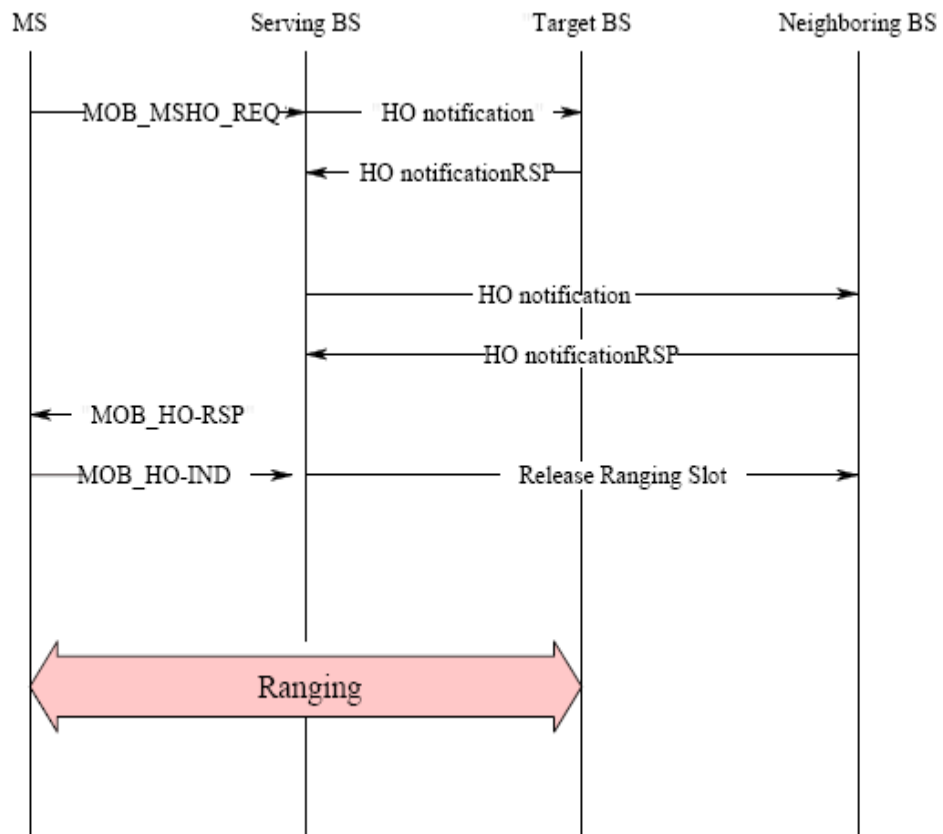 MS Serving BS Target BS Neighboring BS
MOB_MSHO_REQ "HO notification"
HO notificationRSP
HO notification
HO notificationRSP
"MOB_HO-RSP"
MOB_HO-IND Release Ranging Slot
Ranging